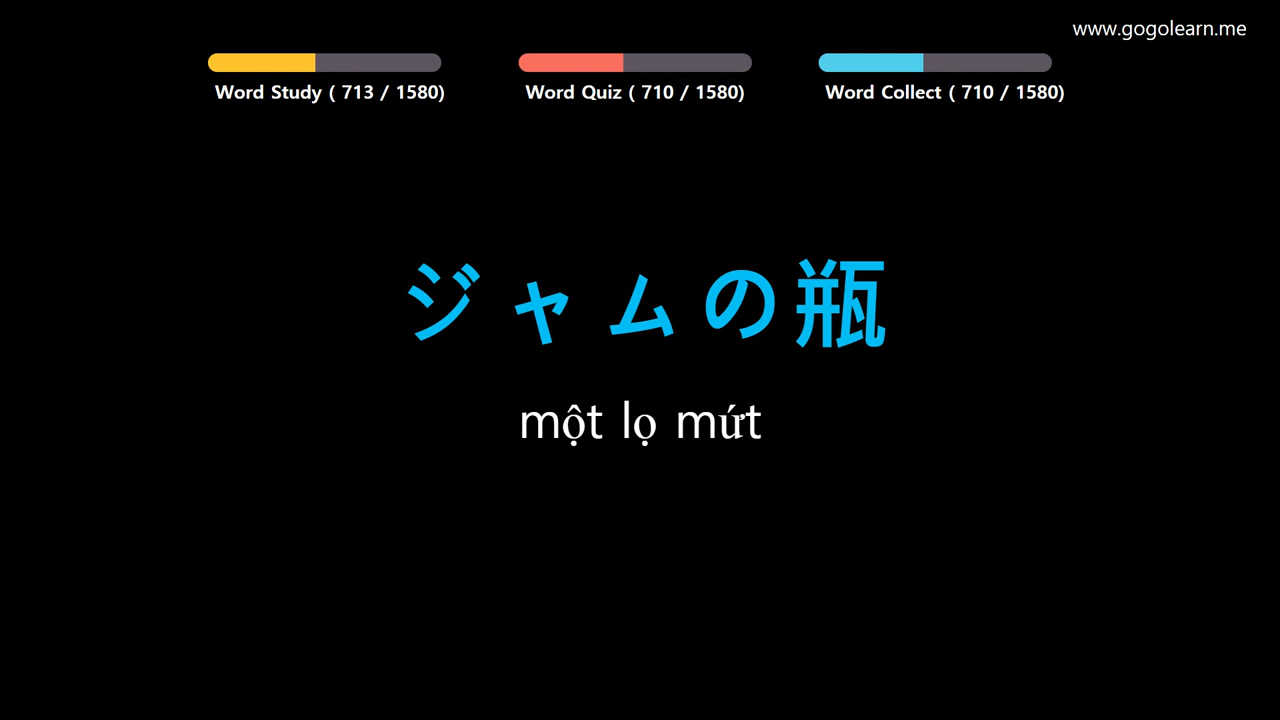 www.gogolearn.me
Word Study ( 713 / 1580)
Word Quiz ( 710 / 1580)
Word Collect ( 710 / 1580)
ジャムの瓶
một lọ mứt